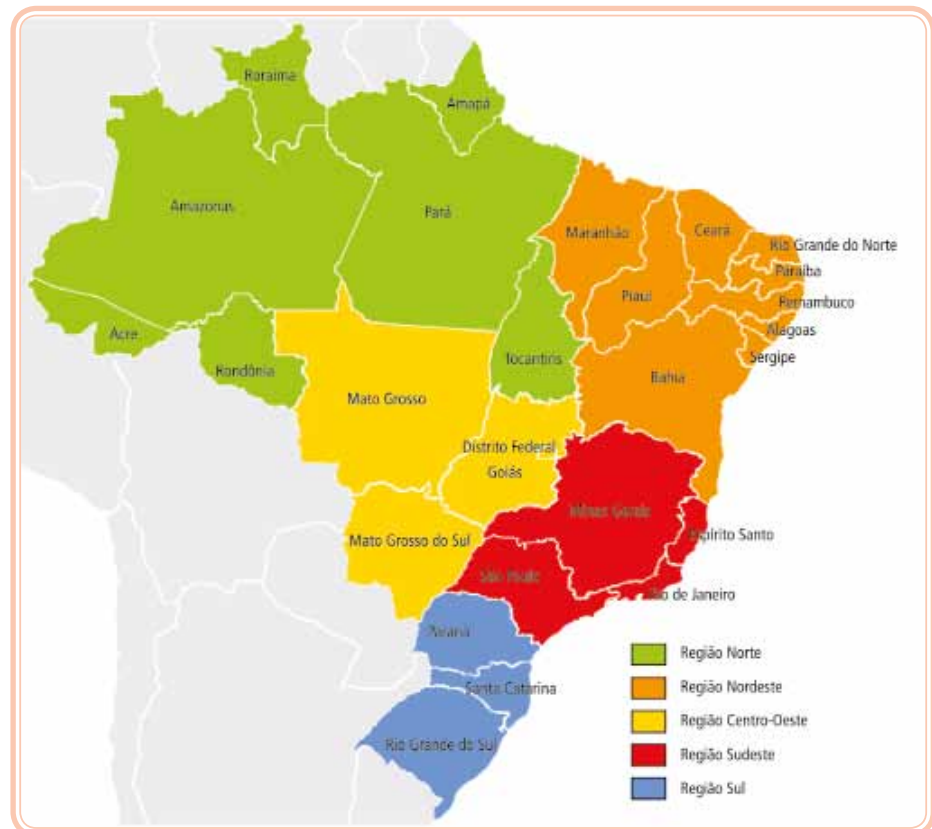 Roraima
Amapá
Amazonas
Pará
Maranhão
Ceará
Rio Grande do Norte
Paraíba
Piauí
Pernambuco
Alagoas
Sergipe
Acre
Rondônia
Tocantins
Bahia
Mato Grosso
Distrito Federal
Goiás
Minas Gerais
Espírito Santo
Mato Grosso do Sul
São Paulo
Rio de Janeiro
Paraná
Santa Catarina
Rio Grande do Sul
Região Norte
Região Nordeste
Região Centro-Oeste
Região Sudeste
Região Sul